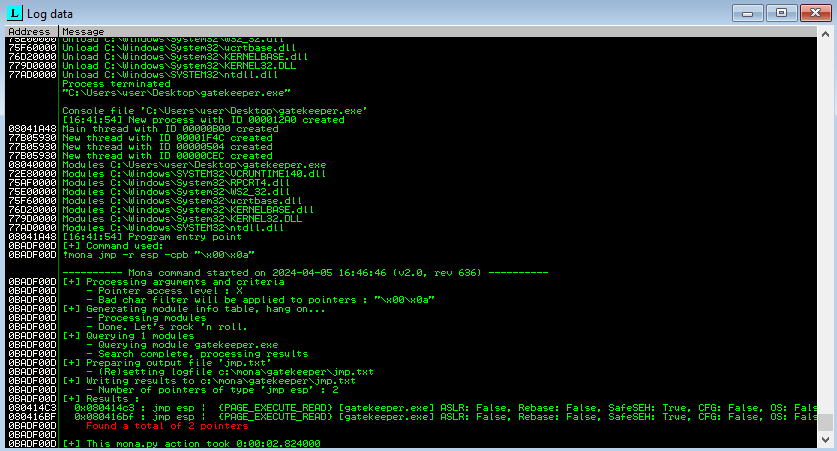 Log data
Address Message
75E00000 Unload C:\Windows\System32\WS2_32.dll
75F60000 Unload C:\Windows\System32\ucrtbase.dll
76D20000 Unload C:\Windows\System32\KERNELBASE.dll
779D0000 Unload C:\Windows\System32\KERNEL32.DLL
77AD0000 Unload C:\Windows\SYSTEM32\ntdll.dll
Process terminated
"C:\Users\user\Desktop\gatekeeper.exe"
Console file 'C:\Users\user\Desktop\gatekeeper.exe'
[16:41:54] New process with ID 000012A0 created
08041A48 Main thread with ID 00000B00 created
77B05930 New thread with ID 00001F4C created
77B05930 New thread with ID 00000504 created
77B05930 New thread with ID 00000CEC created
08040000 Modules C:\Users\user\Desktop\gatekeeper.exe
72E30000 Modules C:\Windows\SYSTEM32\VCRUNTIME140.dll
75AF0000 Modules C:\Windows\System32\RPCRT4.dll
75E00000 Modules C:\Windows\System32\WS2_32.dll
75F60000 Modules C:\Windows\System32\ucrtbase.dll
76D20000 Modules C:\Windows\System32\KERNELBASE.dll
779D0000 Modules C:\Windows\System32\KERNEL32.DLL
77AD0000 Modules C:\Windows\SYSTEM32\ntdll.dll
08041A48 [16:41:54] Program entry point
0BADF00D [+] Command used:
0BADF00D !mona jmp -r esp -cpb "\x00\x0a"
---------- Mona command started on 2024-04-05 16:46:46 (v2.0, rev 636) ----------
0BADF00D [+] Processing arguments and criteria
0BADF00D - Pointer access level : X
0BADF00D - Bad char filter will be applied to pointers : "\x00\x0a"
0BADF00D [+] Generating module info table, hang on...
0BADF00D - Processing modules
0BADF00D - Done. Let's rock 'n roll.
0BADF00D [+] Querying 1 modules
0BADF00D - Querying module gatekeeper.exe
0BADF00D - Search complete, processing results
0BADF00D [+] Preparing output file 'jmp.txt'
0BADF00D - (Re)setting logfile c:\mona\gatekeeper\jmp.txt
0BADF00D [+] Writing results to c:\mona\gatekeeper\jmp.txt
0BADF00D - Number of pointers of type 'jmp esp' : 2
0BADF00D [+] Results :
080414C3 0x080414c3 : jmp esp | {PAGE_EXECUTE_READ} [gatekeeper.exe] ASLR: False, Rebase: False, SafeSEH: True, CFG: False, OS: Fals
080416BF 0x080416bf : jmp esp | {PAGE_EXECUTE_READ} [gatekeeper.exe] ASLR: False, Rebase: False, SafeSEH: True, CFG: False, OS: Fals
0BADF00D Found a total of 2 pointers
0BADF00D
0BADF00D [+] This mona.py action took 0:00:02.824000